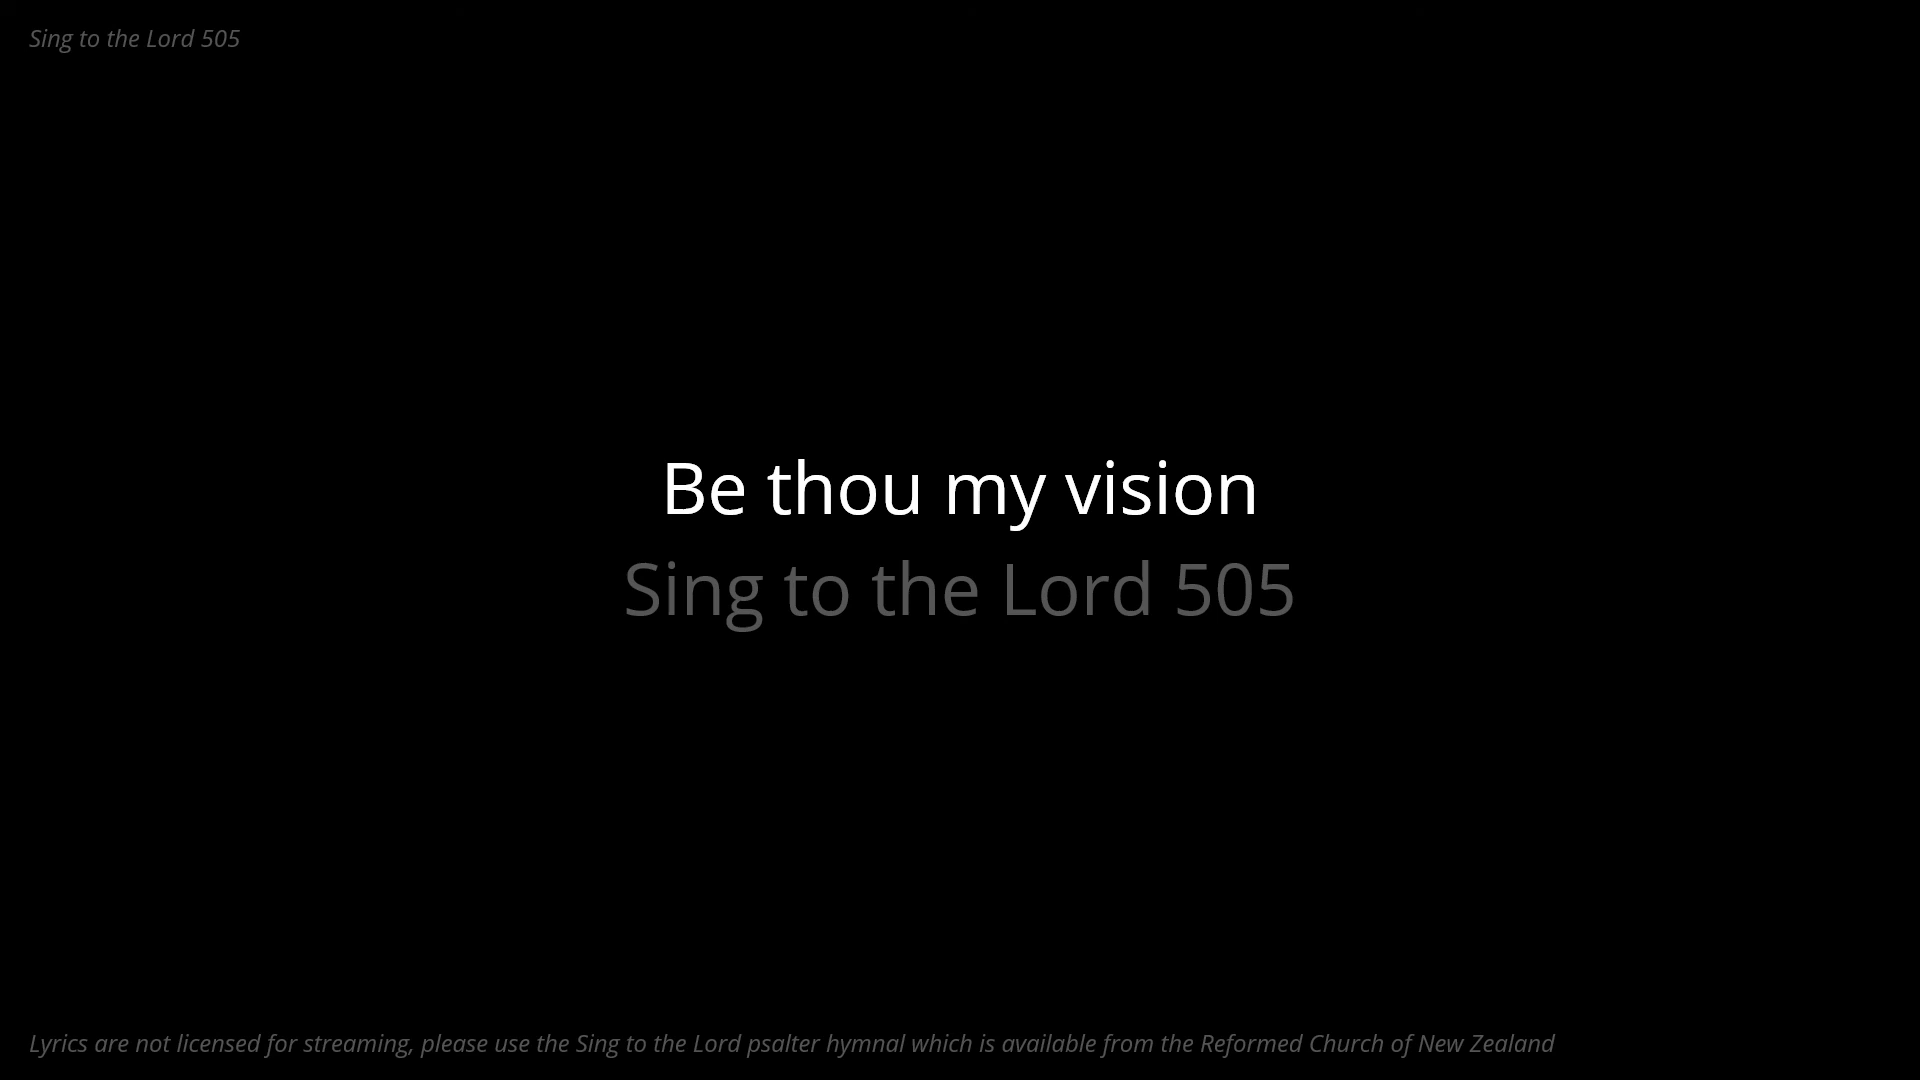 Sing to the Lord 505
Be thou my vision
Sing to the Lord 505
Lyrics are not licensed for streaming, please use the Sing to the Lord psalter hymnal which is available from the Reformed Church of New Zealand